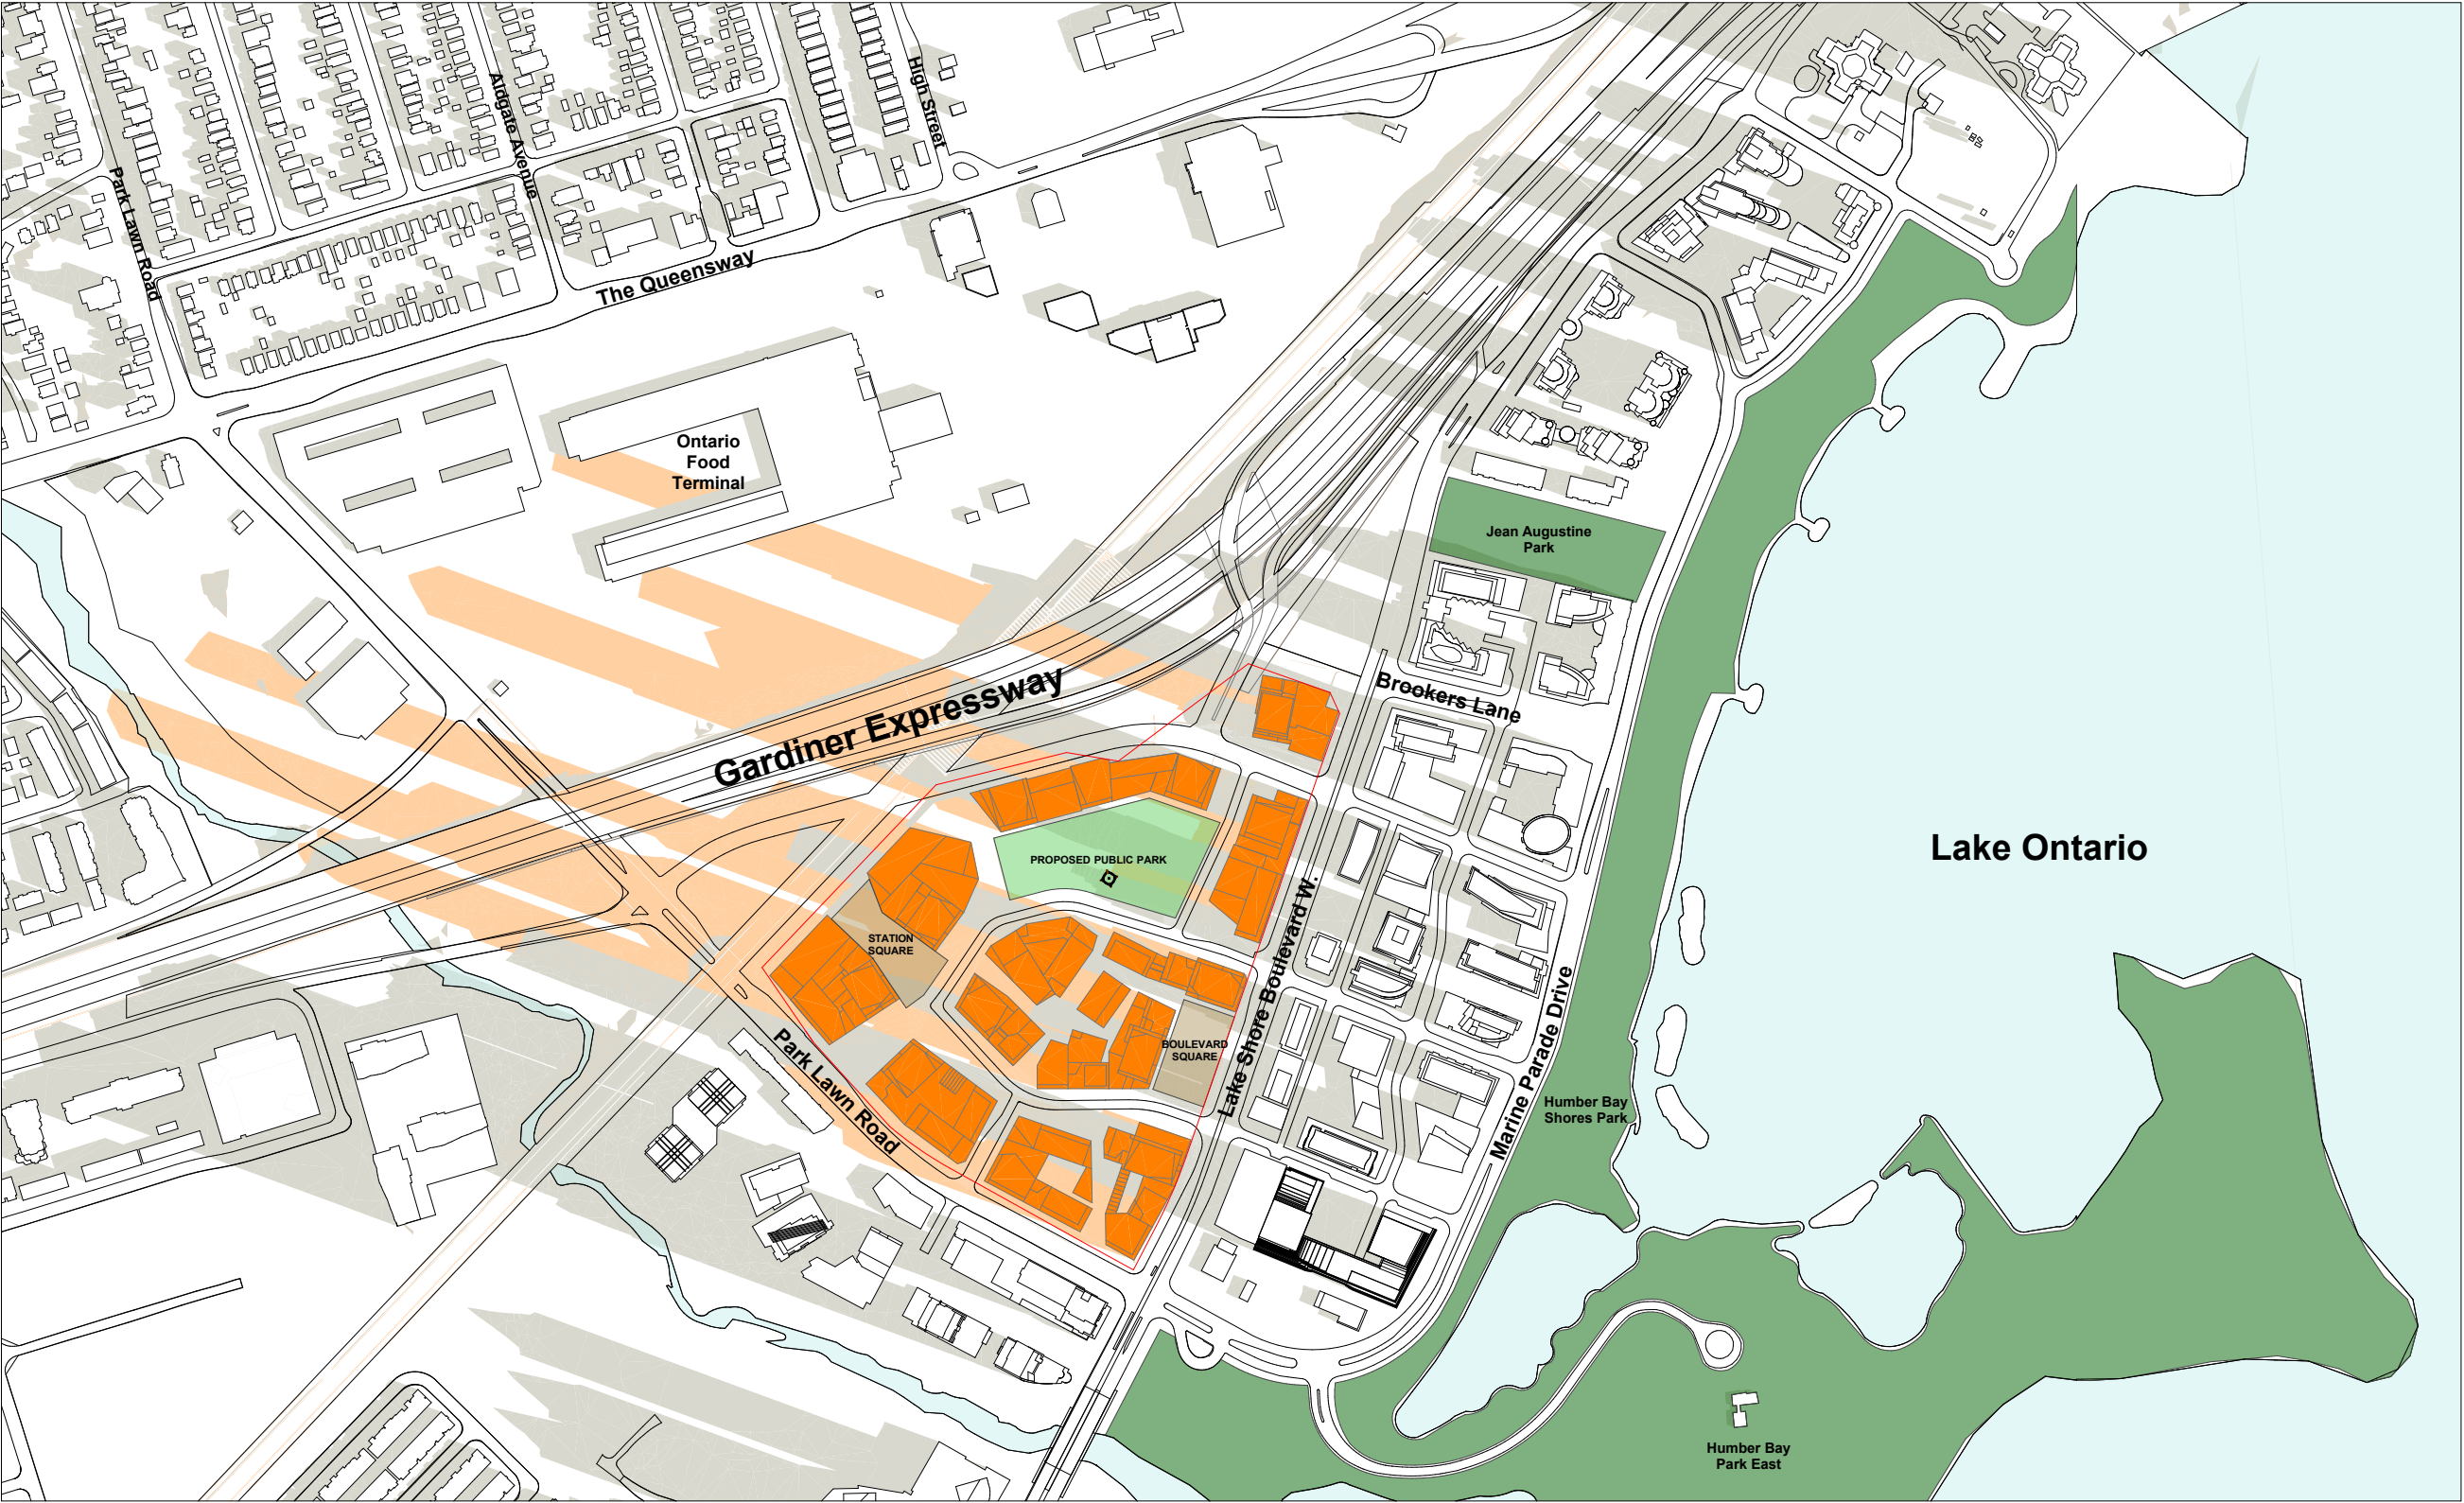 High Street
Aldgate Avenue
Park Lawn Road
The Queensway
Ontario
Food
Terminal
Jean Augustine
Park
Gardiner Expressway
Brookers Lane
Lake Ontario
PROPOSED PUBLIC PARK
STATION
SQUARE
Lake Shore Boulevard W.
BOULEVARD
SQUARE
Park Lawn Road
Marine Parade Drive
Humber Bay
Shores Park
Humber Bay
Park East